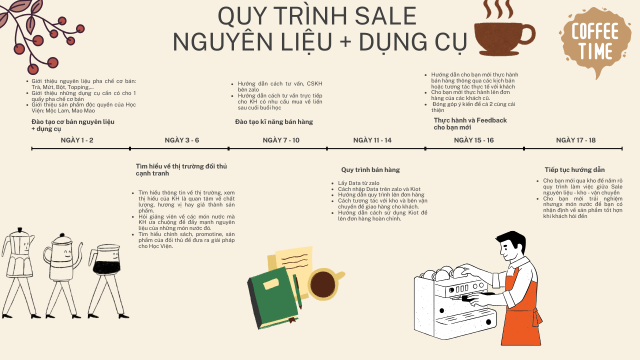 QUY TRÌNH SALE
NGUYÊN LIỆU + DỤNG CỤ
COFFEE
TIME
Giới thiệu nguyên liệu pha chế cơ bản:
Trà, Mứt, Bột, Topping,...
Giới thiệu những dụng cụ cần có cho 1
quầy pha chế cơ bản
Giới thiệu sản phẩm độc quyền của Học
Viện: Mộc Lam, Mao Mao
Đào tạo cơ bản nguyên liệu
+ dụng cụ
Hướng dẫn cách tư vấn, CSKH
bên zalo
Hướng dẫn cách tư vấn trực tiếp
cho KH có nhu cầu mua về liền
sau cuối buổi học
Đào tạo kĩ năng bán hàng
Hướng dẫn cho bạn mới thực hành
bán hàng thông qua các kịch bản
hoặc tương tác thực tế với khách
Cho bạn mới thực hành lên đơn
hàng của các khách cũ.
Đóng góp ý kiến để cả 2 cùng cải
thiện
Thực hành và Feedback
cho bạn mới
NGÀY 1 - 2
NGÀY 3 - 6
NGÀY 7 - 10
NGÀY 11 - 14
NGÀY 15 - 16
NGÀY 17 - 18
Tìm hiểu về thị trường đối thủ
cạnh tranh
Tìm hiểu thông tin về thị trường, xem
thị hiếu của KH là quan tâm về chất
lượng, hương vị hay giá thành sản
phẩm.
Hỏi giảng viên về các món nước mà
KH ưa chuộng để đẩy mạnh nguyên
liệu của những món nước đó.
Tìm hiểu chính sách, promotine, sản
phẩm của đối thủ để đưa ra giải pháp
cho Học Viện.
Quy trình bán hàng
Lấy Data từ zalo
Cách nhập Data trên zalo và Kiot
Hướng dẫn quy trình lên đơn hàng
Cách tương tác với kho và bên vận
chuyển để giao hàng cho khách.
Hướng dẫn cách sử dụng Kiot để
lên đơn hàng hoàn chỉnh.
Tiếp tục hướng dẫn
Cho bạn mới qua kho để nắm rõ
quy trình làm việc giữa Sale
nguyên liệu - kho - vận chuyển
Cho bạn mới trải nghiệm
những món nước để bạn có
nhận định về sản phẩm tốt hơn
khi khách hỏi đến